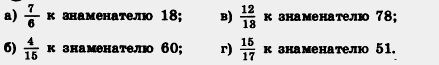 а) 7/6 к знаменателю 18; в) 12/13 к знаменателю 78;
б) 4/15 к знаменателю 60; г) 15/17 к знаменателю 51.